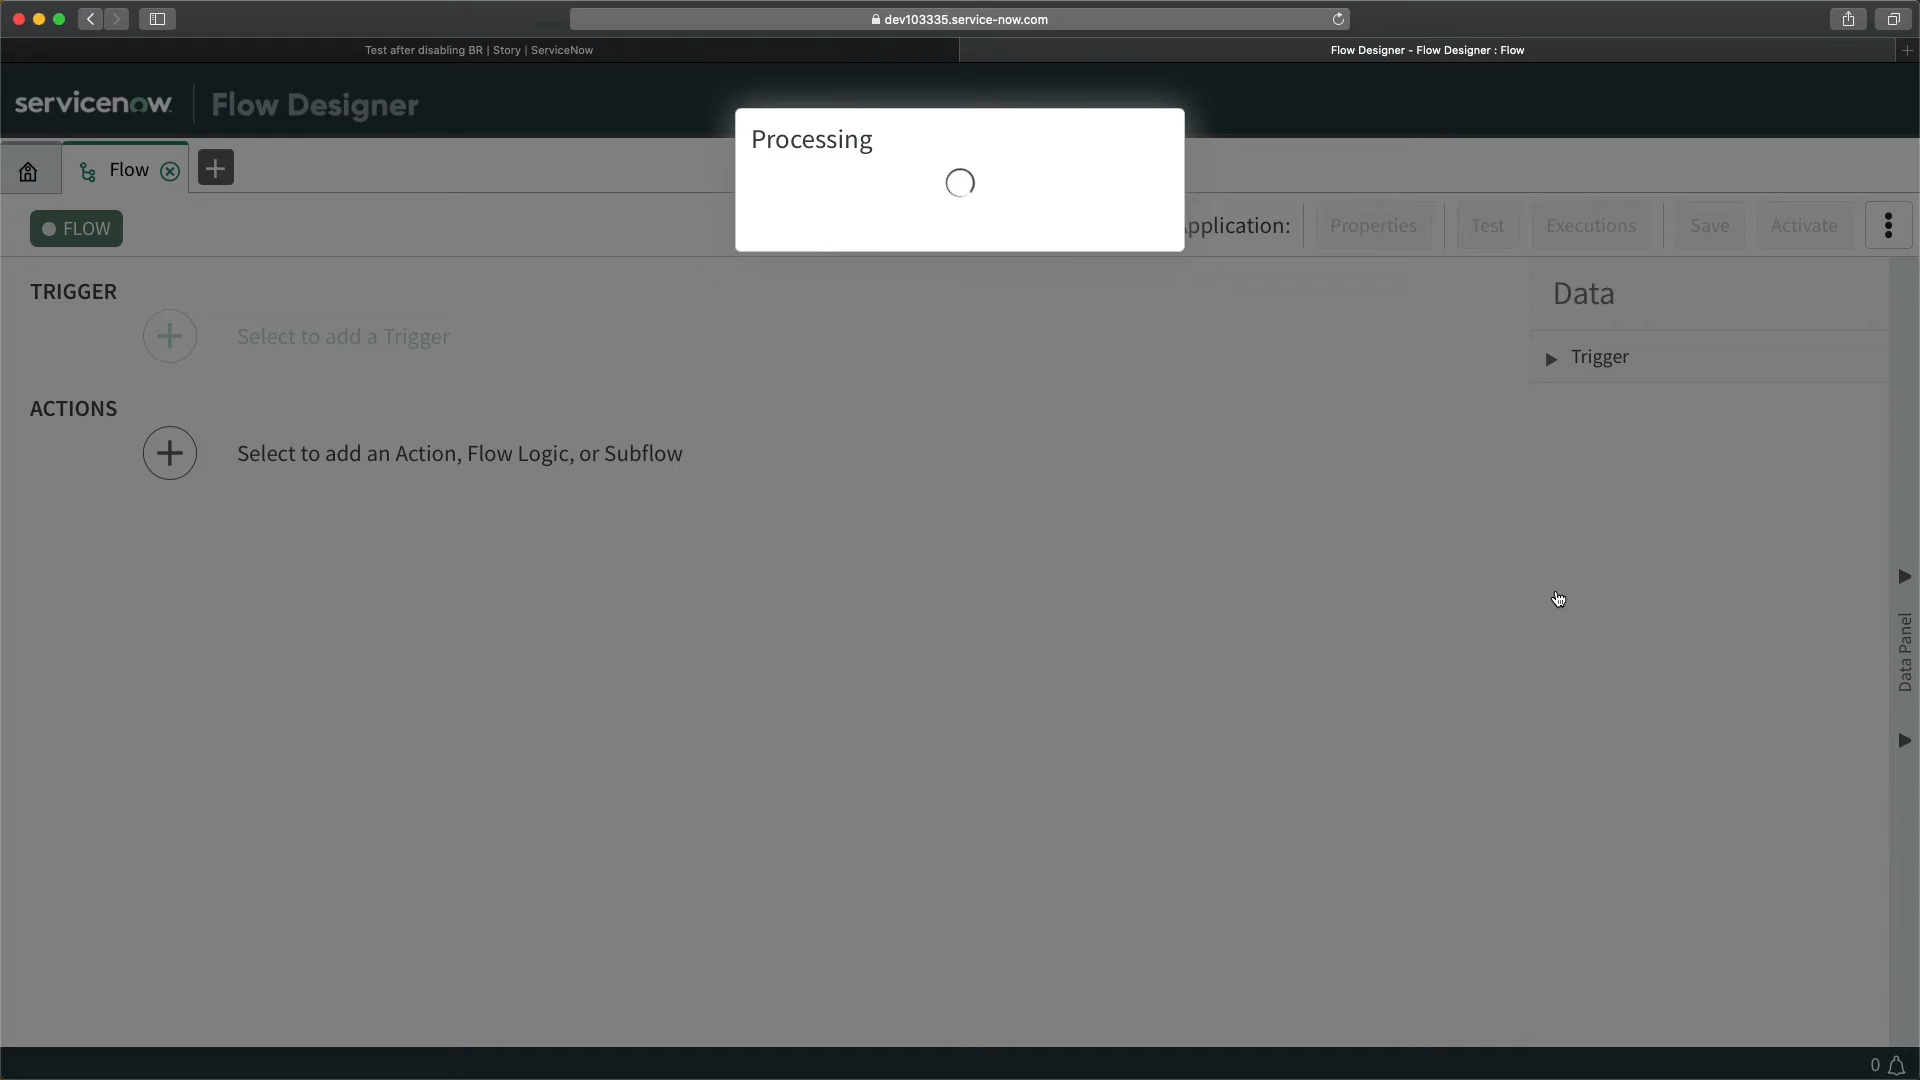 dev103335.service-now.com
Test after disabling BR | Story | ServiceNow
Flow Designer - Flow Designer : Flow
servicenow
Flow Designer
Processing
Flow
FLOW
pplication:
Properties
Test
Executions
Save
Activate
TRIGGER
Select to add a Trigger
ACTIONS
Select to add an Action, Flow Logic, or Subflow
Data
Trigger
Data Panel
0